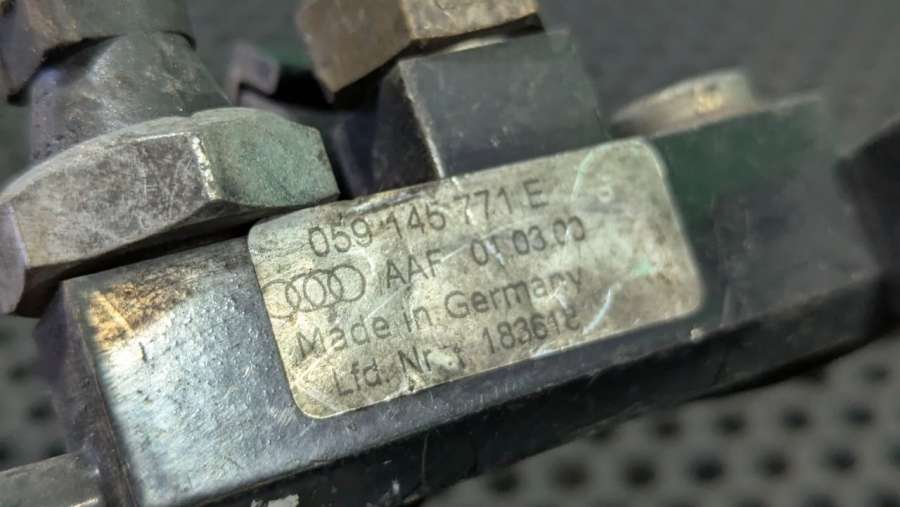 059 145 771 E
AAF 01.03.00
Made in Germany
Lfd. Nr.: 183618